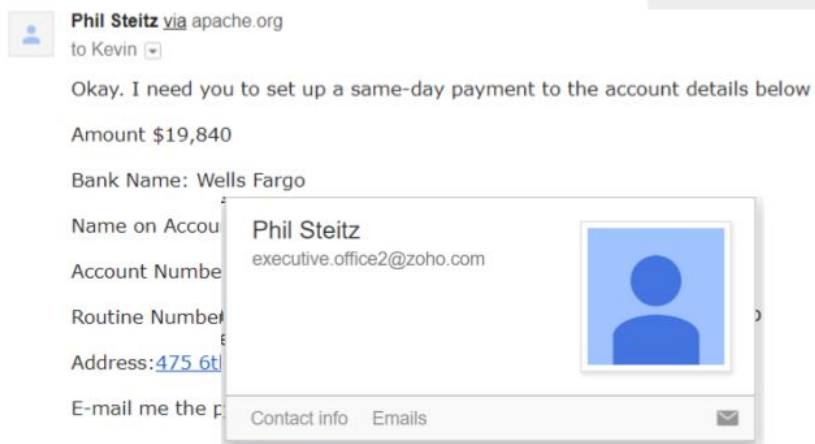 Phil Steitz via apache.org
to Kevin
Okay. I need you to set up a same-day payment to the account details below
Amount $19,840
Bank Name: Wells Fargo
Name on Accou
Phil Steitz
executive.office2@zoho.com
Account Numbe
Routine Number
Address:475 6t
E-mail me the p
Contact info Emails